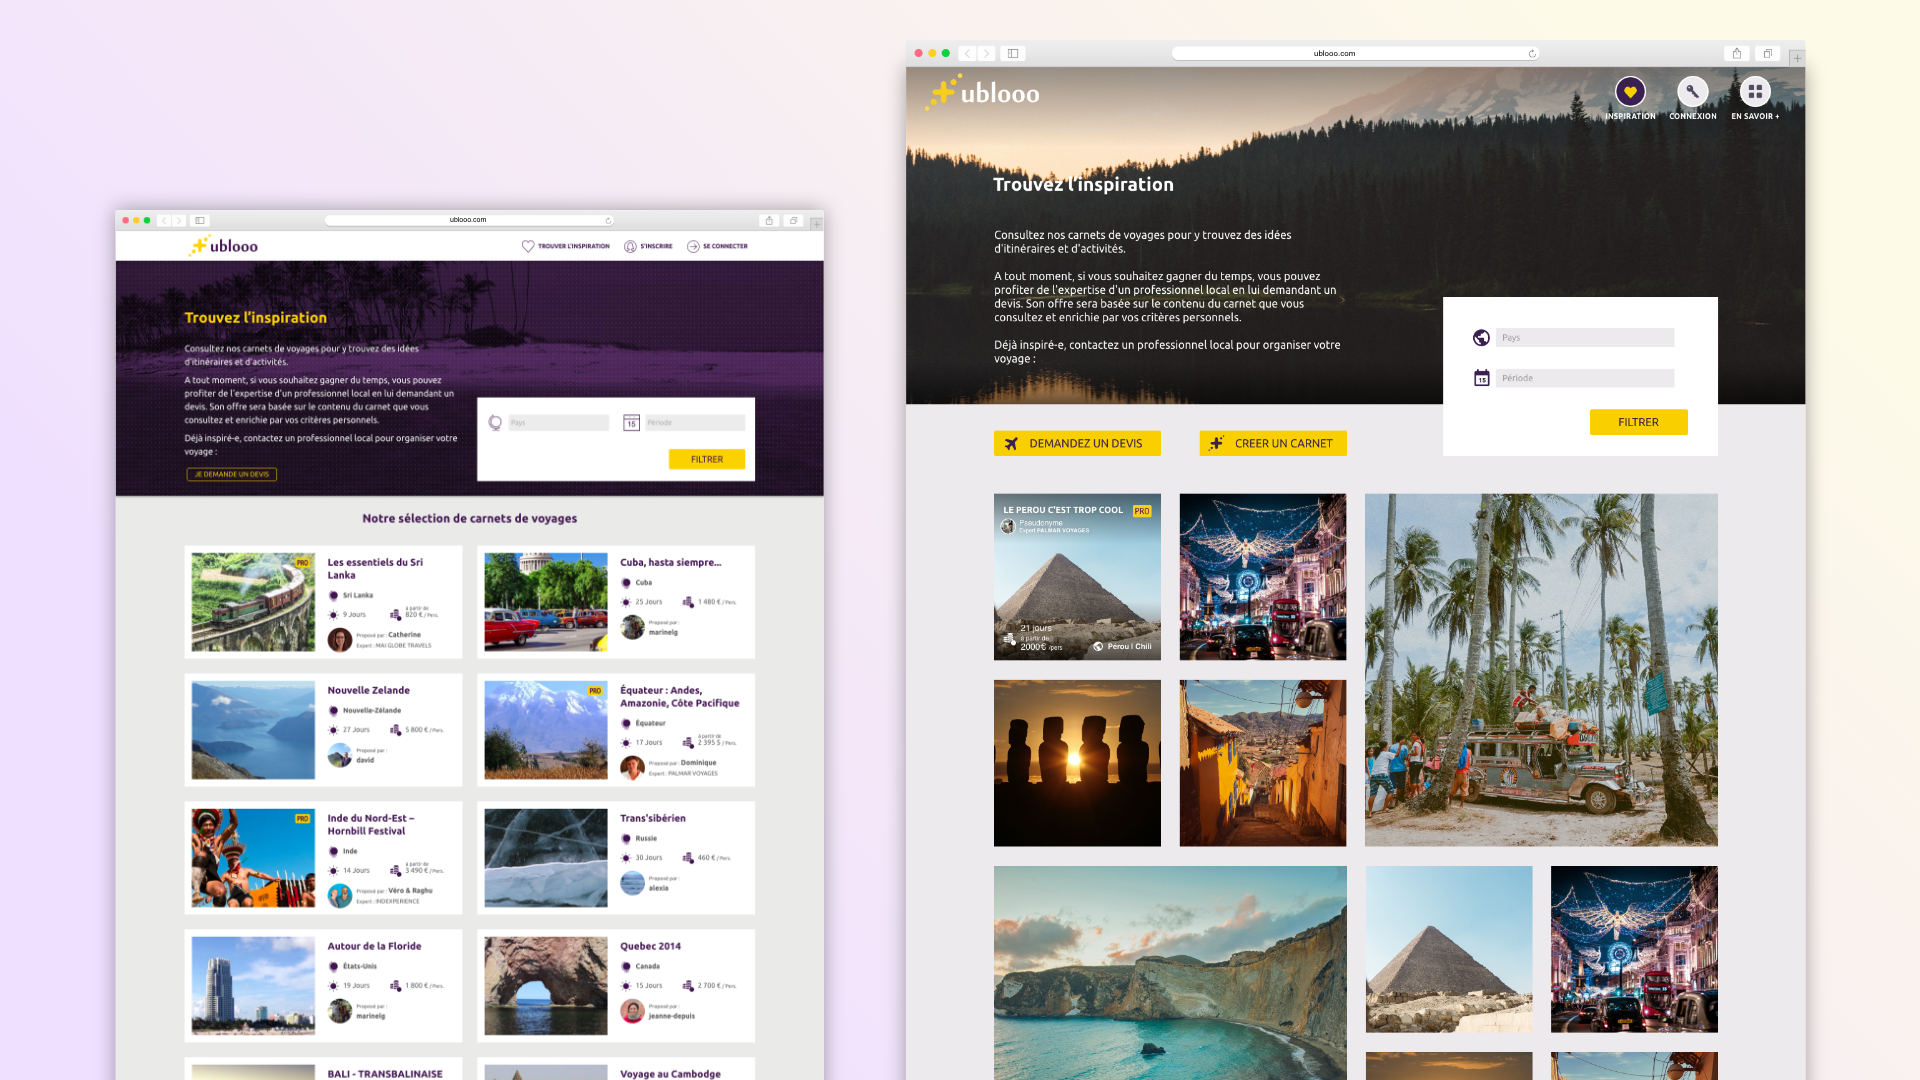 ublooo.com
ublooo
TROUVER L'INSPIRATION
S'INSCRIRE
SE CONNECTER
Trouvez l'inspiration
Consultez nos carnets de voyages pour y trouvez des idées
d'itinéraires et d'activités.
A tout moment, si vous souhaitez gagner du temps, vous pouvez
profiter de l'expertise d'un professionnel local en lui demandant un
devis. Son offre sera basée sur le contenu du carnet que vous
consultez et enrichie par vos critères personnels.
Déjà inspiré-e, contactez un professionnel local pour organiser votre
voyage :
JE DEMANDE UN DEVIS
Pays
15
Période
FILTRER
Notre sélection de carnets de voyages
PRO
Les essentiels du Sri
Lanka
Sri Lanka
9 Jours
à partir de
820 € / Pers.
Proposé par : Catherine
Expert : MAI GLOBE TRAVELS
Cuba, hasta siempre...
Cuba
25 Jours
1 480 € / Pers.
Proposé par :
marinelg
Nouvelle Zelande
Nouvelle-Zélande
27 Jours
5 800 € / Pers.
Proposé par :
david
PRO
Équateur : Andes,
Amazonie, Côte Pacifique
Équateur
17 Jours
à partir de
2 395 $ / Pers.
Proposé par : Dominique
Expert : PALMAR VOYAGES
PRO
Inde du Nord-Est –
Hornbill Festival
Inde
14 Jours
à partir de
3 490 € / Pers.
Proposé par : Véro & Raghu
Expert : INDEXPERIENCE
Trans'sibérien
Russie
30 Jours
460 € / Pers.
Proposé par :
alexia
Autour de la Floride
États-Unis
19 Jours
1 800 € / Pers.
Proposé par :
marinelg
Quebec 2014
Canada
15 Jours
2 700 € / Pers.
Proposé par :
jeanne-depuis
BALI - TRANSBALINAISE
Voyage au Cambodge
ublooo.com
ublooo
INSPIRATION
CONNEXION
EN SAVOIR +
Trouvez l'inspiration
Consultez nos carnets de voyages pour y trouvez des idées
d'itinéraires et d'activités.
A tout moment, si vous souhaitez gagner du temps, vous pouvez
profiter de l'expertise d'un professionnel local en lui demandant un
devis. Son offre sera basée sur le contenu du carnet que vous
consultez et enrichie par vos critères personnels.
Déjà inspiré-e, contactez un professionnel local pour organiser votre
voyage :
Pays
15
Période
FILTRER
DEMANDEZ UN DEVIS
CREER UN CARNET
LE PEROU C'EST TROP COOL
PRO
Pseudonyme
Expert PALMAR VOYAGES
21 jours
à partir de
2000 € /pers
Pérou | Chili